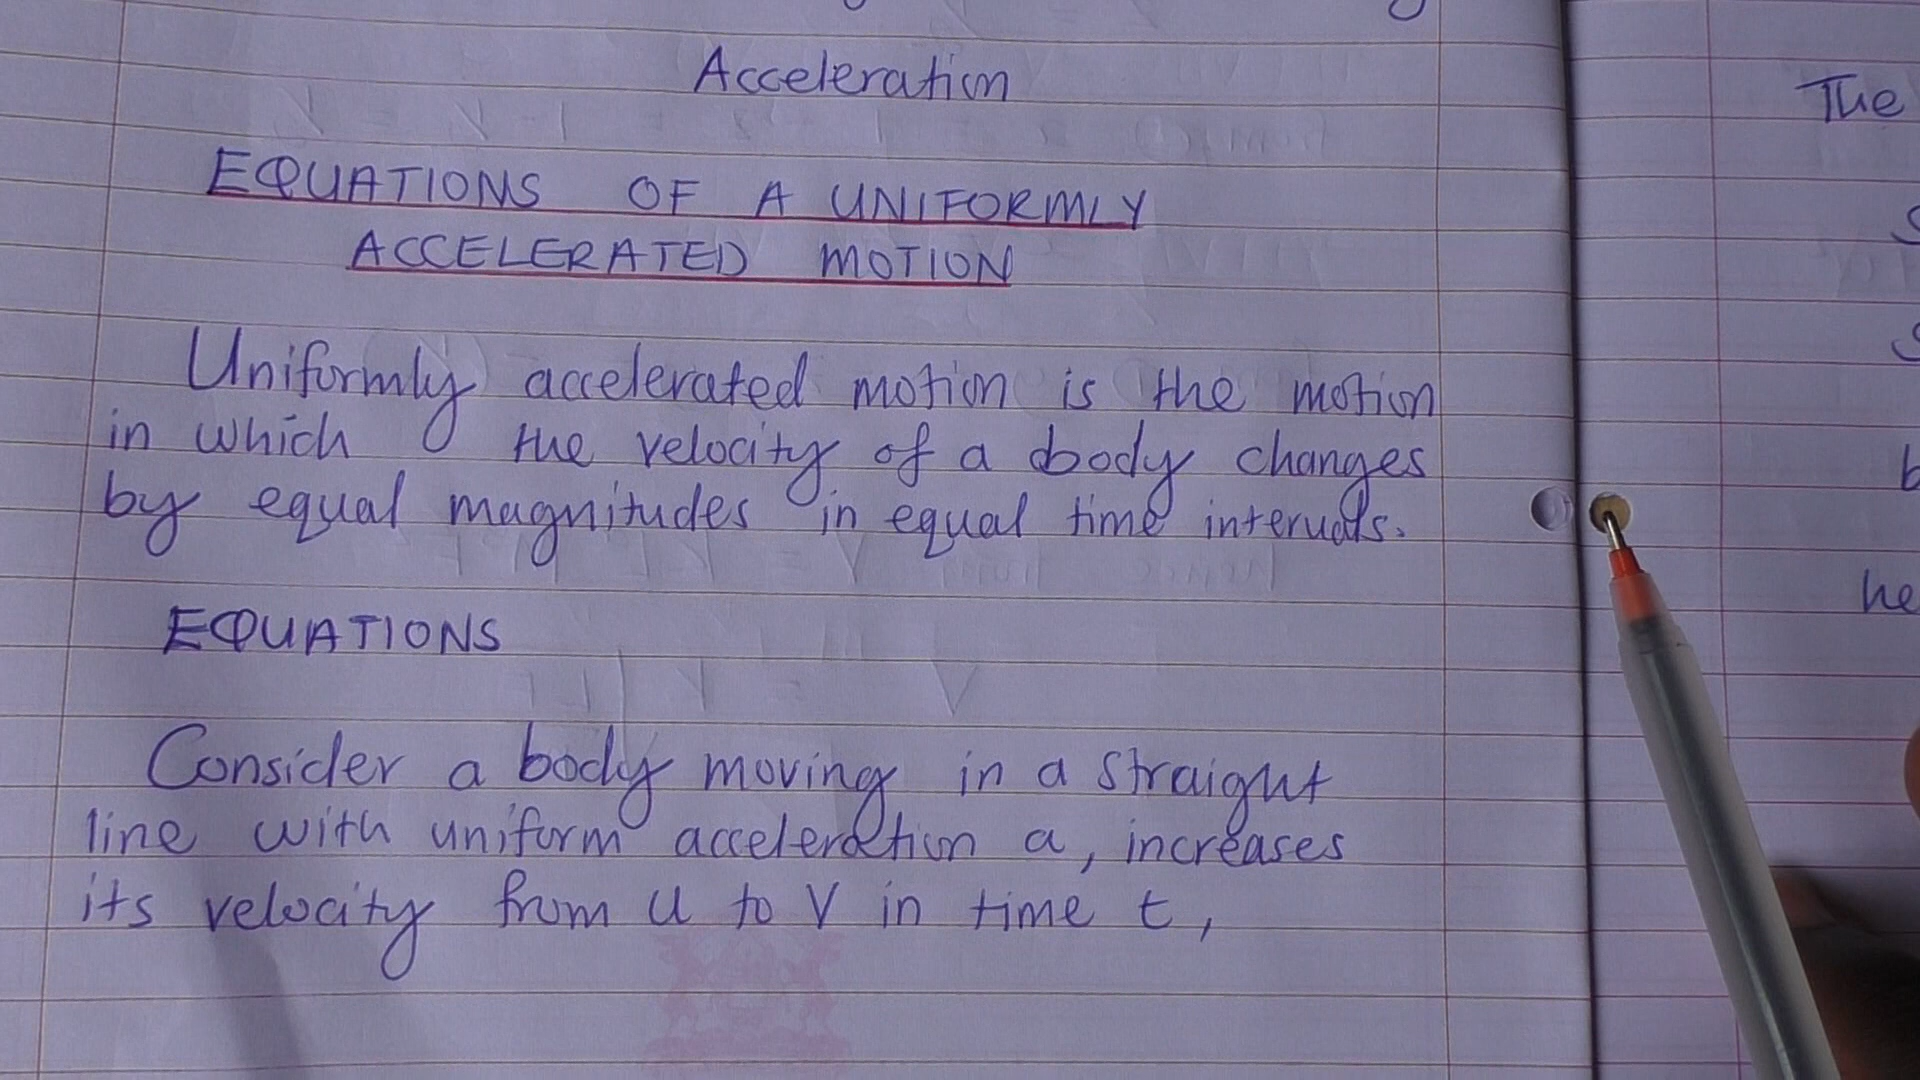 Acceleration
EQUATIONS OF A UNIFORMLY
ACCELERATED MOTION
Uniformly accelerated motion is the motion
in which the velocity of a body changes
by equal magnitudes in equal time intervals.
EQUATIONS
Consider a body moving in a straight
line with uniform acceleration a, increases
its velocity from u to v in time t,
The
he